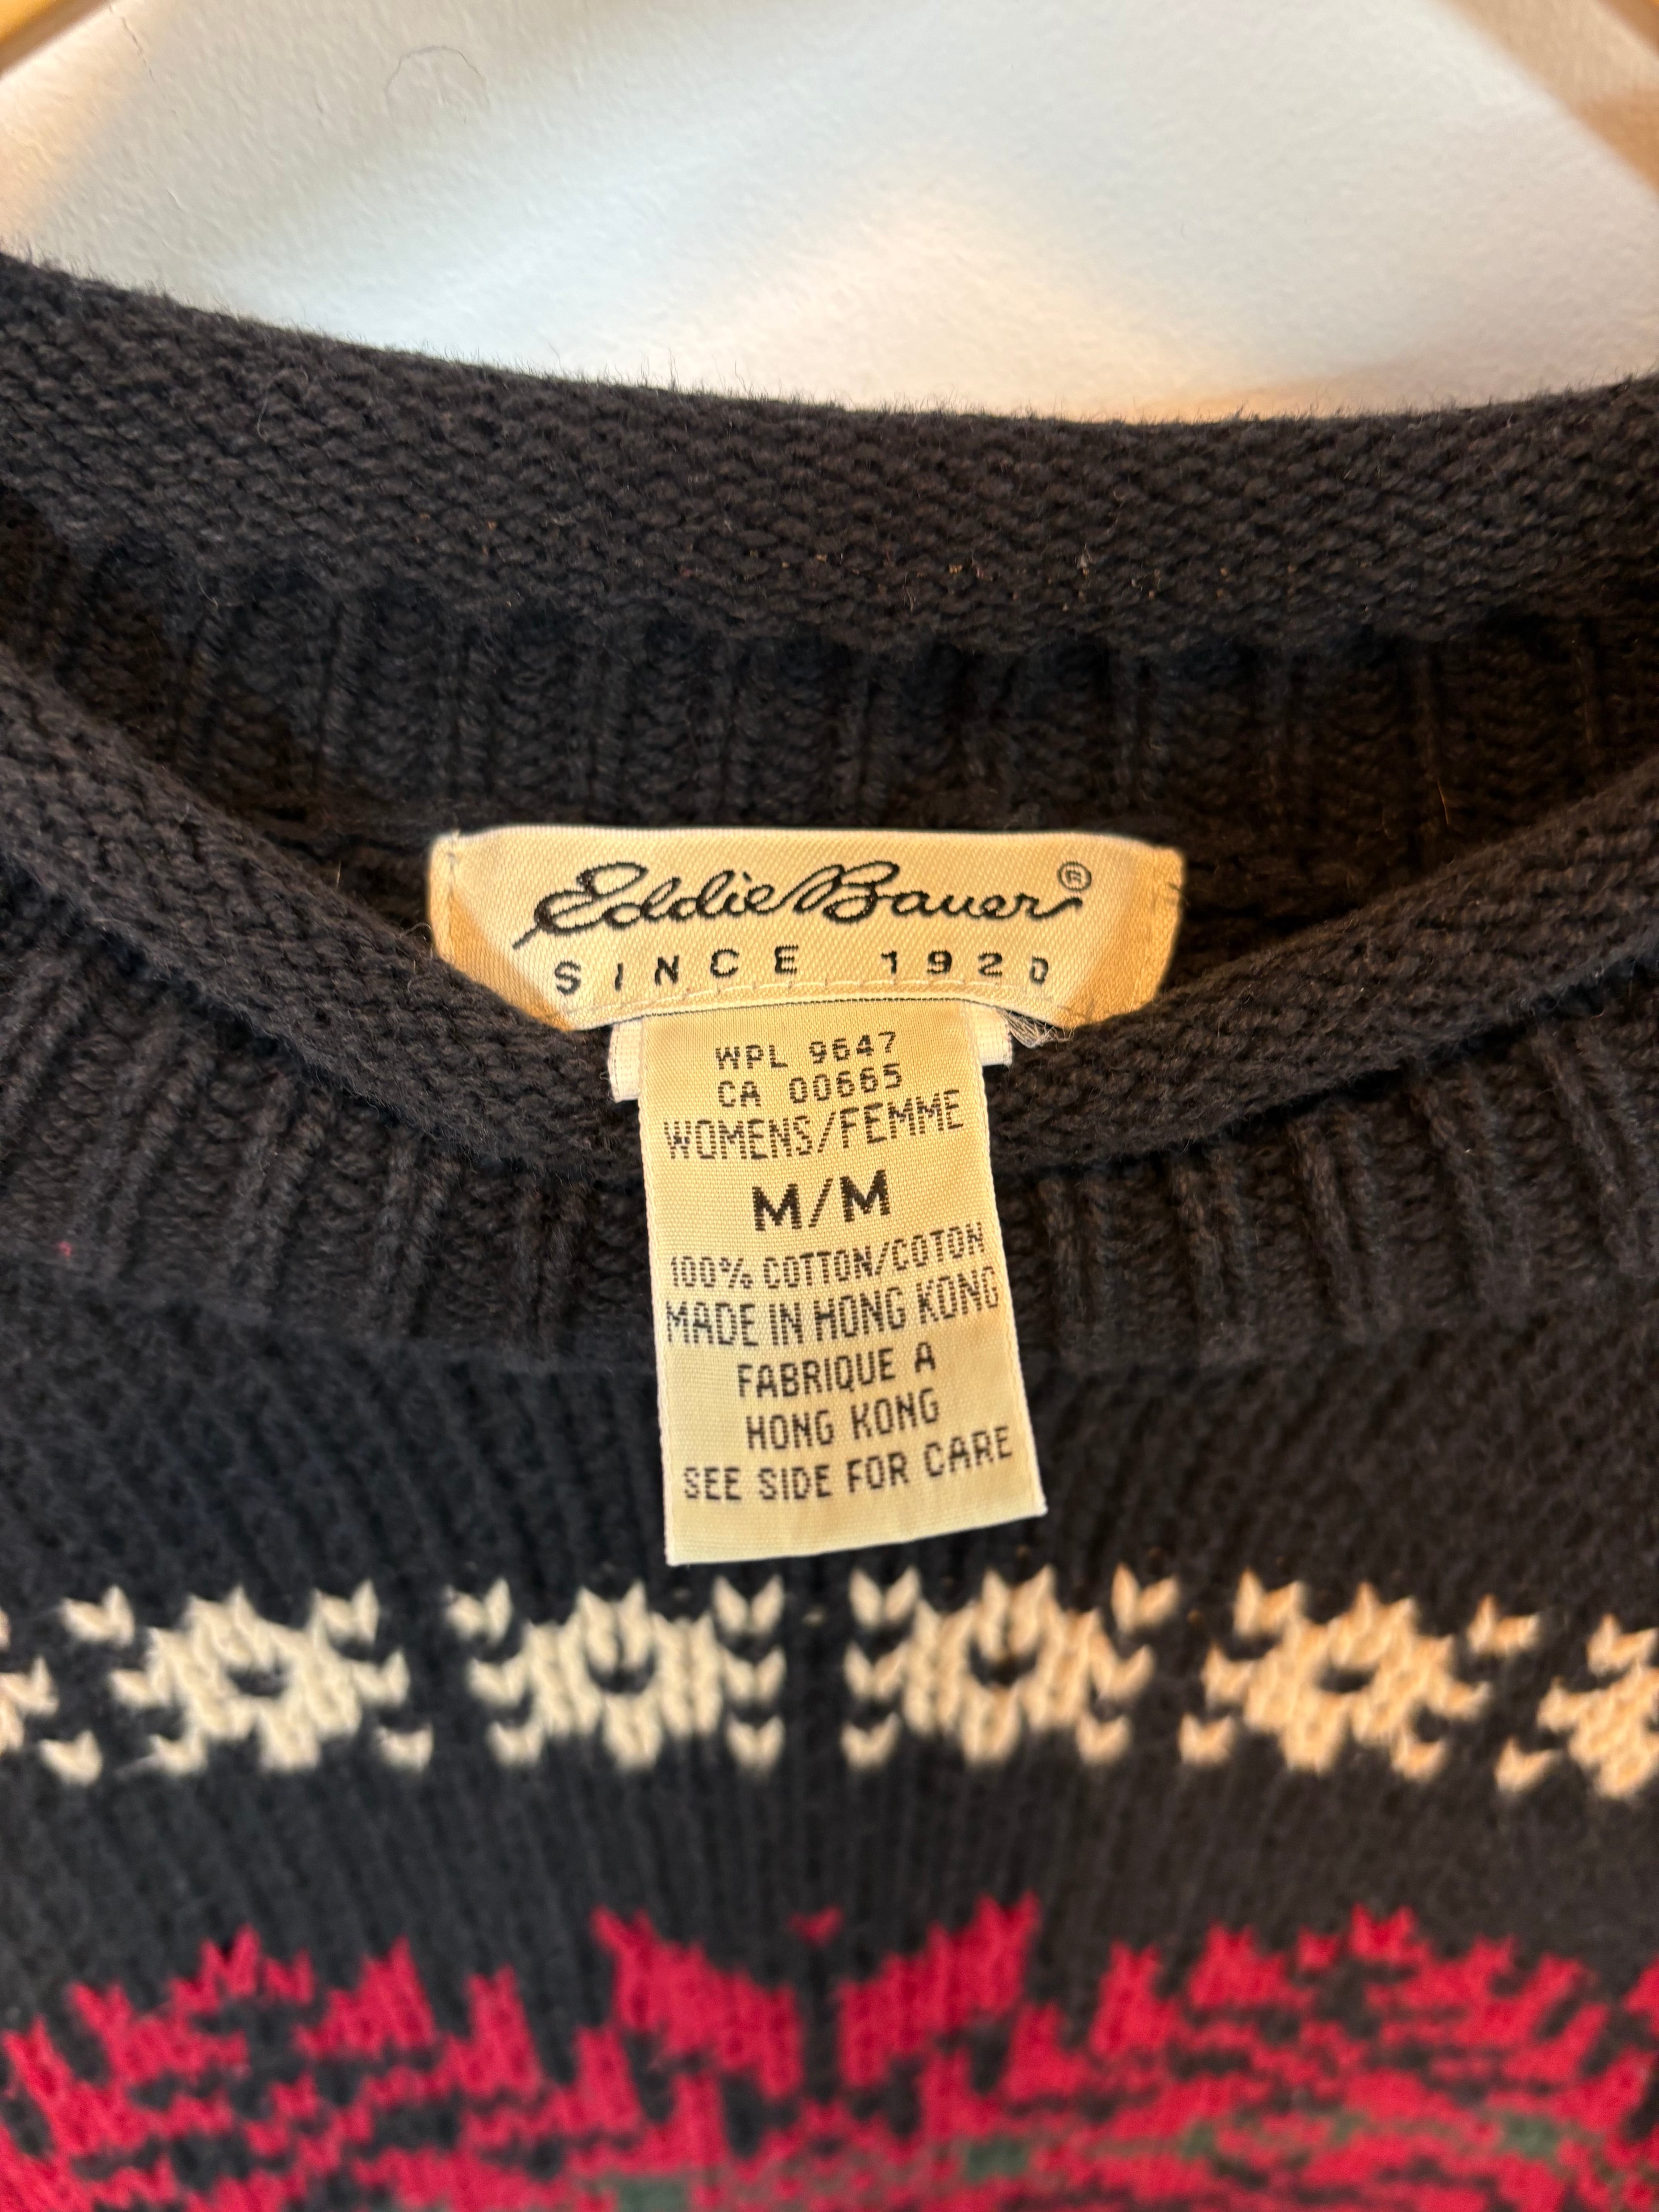 Eddie Bauer®
SINCE 1920
WPL 9647
CA 00665
WOMENS/FEMME
M/M
100% COTTON/COTON
MADE IN HONG KONG
FABRIQUE A
HONG KONG
SEE SIDE FOR CARE